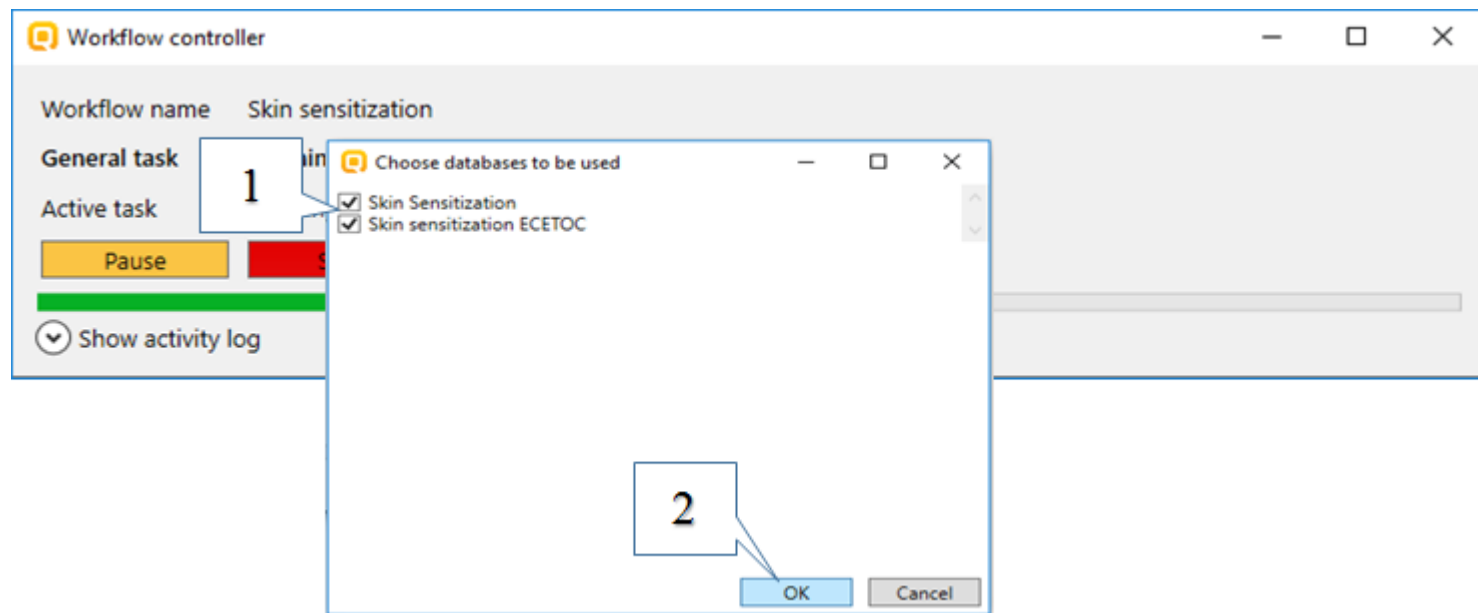 Workflow controller
Workflow name Skin sensitization
General task
Choose databases to be used
1
Skin Sensitization
Active task
Skin sensitization ECETOC
Pause
Show activity log
2
OK Cancel